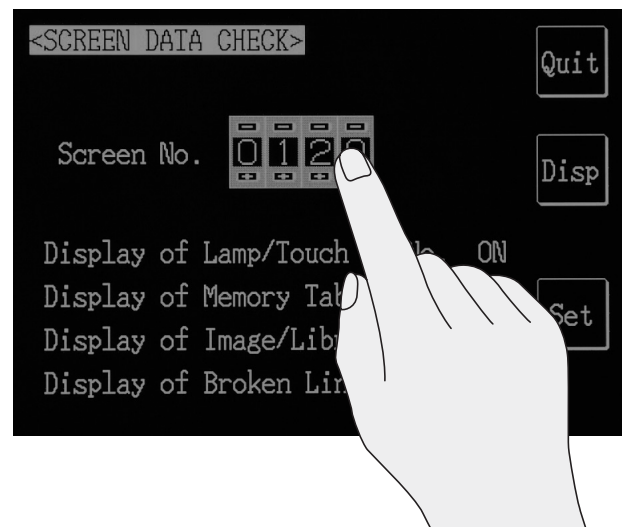 <SCREEN DATA CHECK>
Quit
Screen No. 012
Disp
Display of Lamp/Touch ON
Display of Memory Tab
Set
Display of Image/Lib
Display of Broken Lin